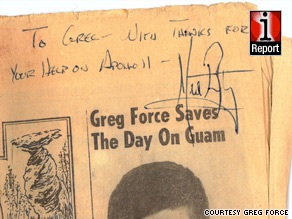 i
Report
To Greg – With Thanks for
Your Help on Apollo 11 –
Greg Force Saves
The Day On Guam
COURTESY GREG FORCE